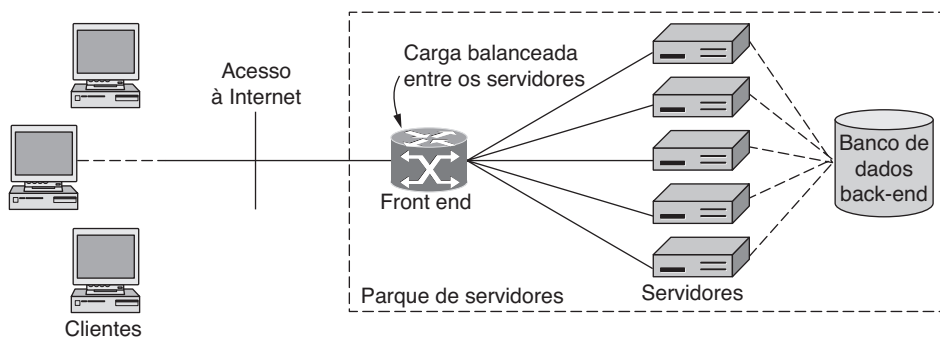 Acesso
à Internet
Carga balanceada
entre os servidores
Front end
Banco de
dados
back-end
Parque de servidores
Servidores
Clientes